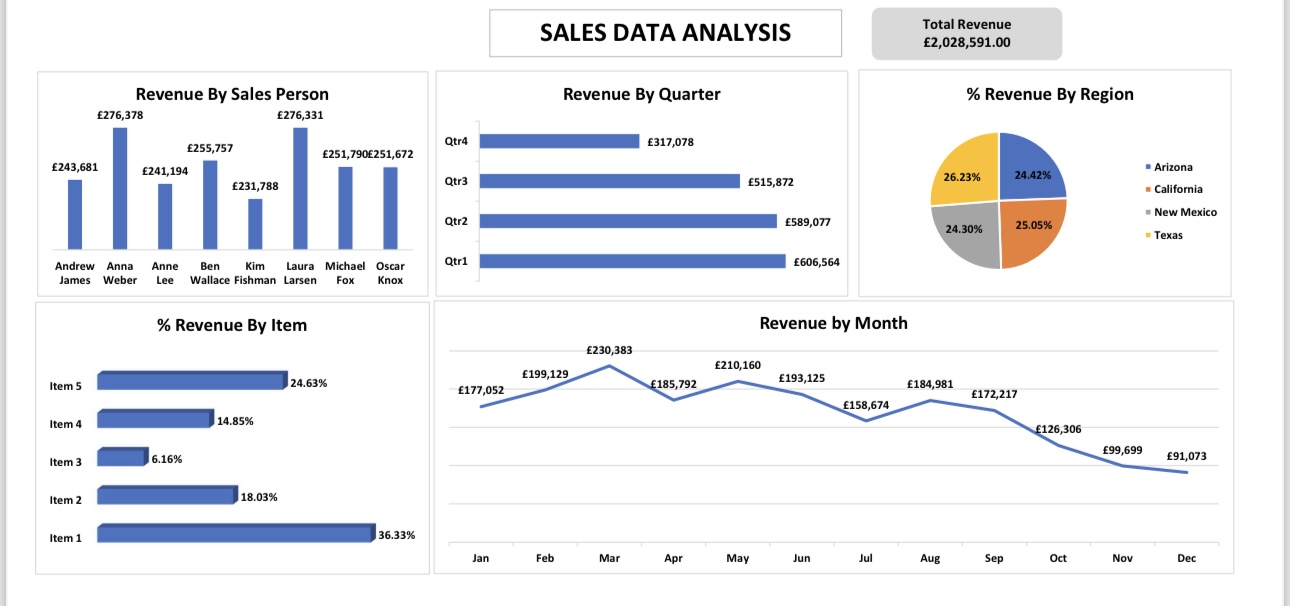 SALES DATA ANALYSIS
Total Revenue
£2,028,591.00
Revenue By Sales Person
£276,378
£276,331
£255,757
£251,790£251,672
£243,681
£241,194
£231,788
Andrew Anna Anne Ben Kim Laura Michael Oscar
James Weber Lee Wallace Fishman Larsen Fox Knox
Revenue By Quarter
Qtr4 £317,078
Qtr3 £515,872
Qtr2 £589,077
Qtr1 £606,564
% Revenue By Region
26.23% 24.42%
24.30% 25.05%
Arizona
California
New Mexico
Texas
% Revenue By Item
Item 5 24.63%
Item 4 14.85%
Item 3 6.16%
Item 2 18.03%
Item 1 36.33%
Revenue by Month
£177,052 £199,129 £230,383 £185,792 £210,160 £193,125 £158,674 £184,981 £172,217 £126,306 £99,699 £91,073
Jan Feb Mar Apr May Jun Jul Aug Sep Oct Nov Dec